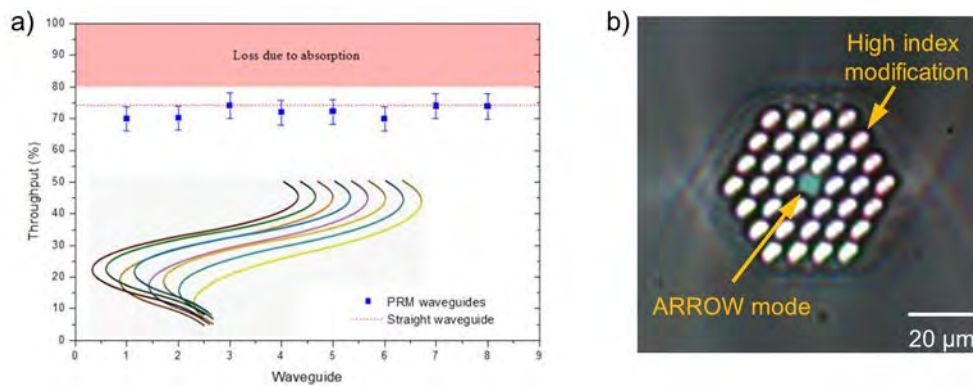 a)
100
90
80
70
60
50
40
30
20
10
0
Throughput (%)
Loss due to absorption
PRM waveguides
Straight waveguide
0 1 2 3 4 5 6 7 8 9
Waveguide
b)
High index
modification
ARROW mode
20 µm